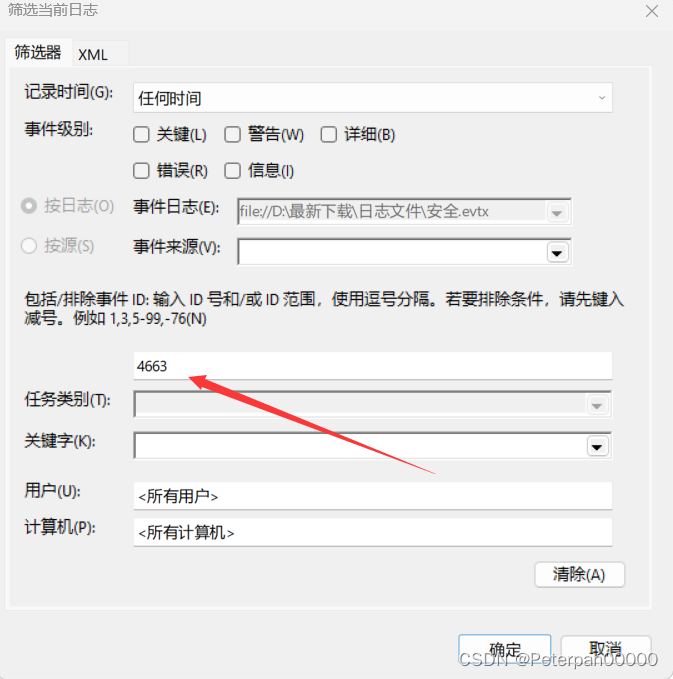 筛选当前日志
筛选器 XML
记录时间(G): 任何时间
事件级别: 关键(L) 警告(W) 详细(B)
错误(R) 信息(I)
按日志(O) 事件日志(E): file://D:\最新下载\日志文件\安全.evtx
按源(S) 事件来源(V):
包括/排除事件 ID: 输入 ID 号和/或 ID 范围，使用逗号分隔。若要排除条件，请先键入
减号。例如 1,3,5-99,-76(N)
4663
任务类别(T):
关键字(K):
用户(U): <所有用户>
计算机(P): <所有计算机>
清除(A)
确定 取消
CSDN @Peterpan00000